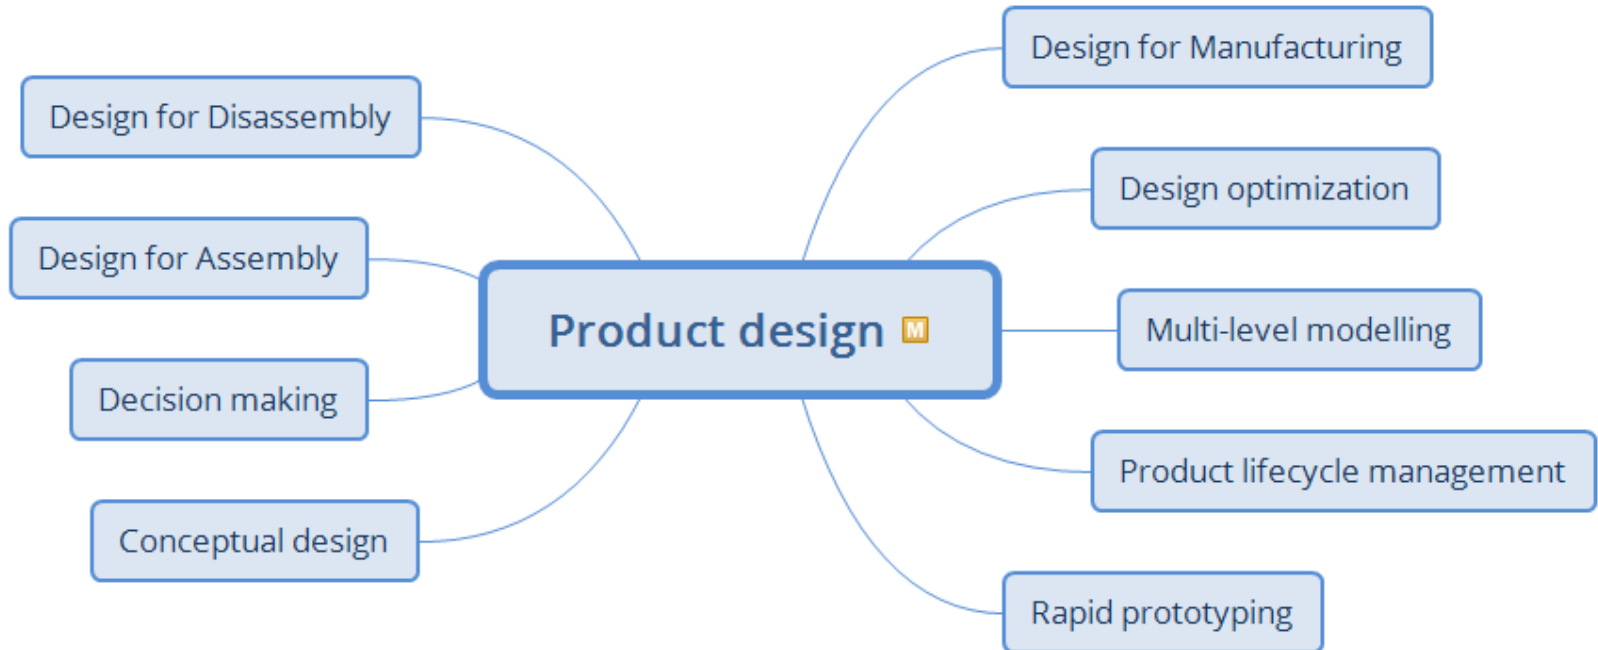 Design for Manufacturing
Design for Disassembly
Design optimization
Design for Assembly
Product design M
Multi-level modelling
Decision making
Product lifecycle management
Conceptual design
Rapid prototyping